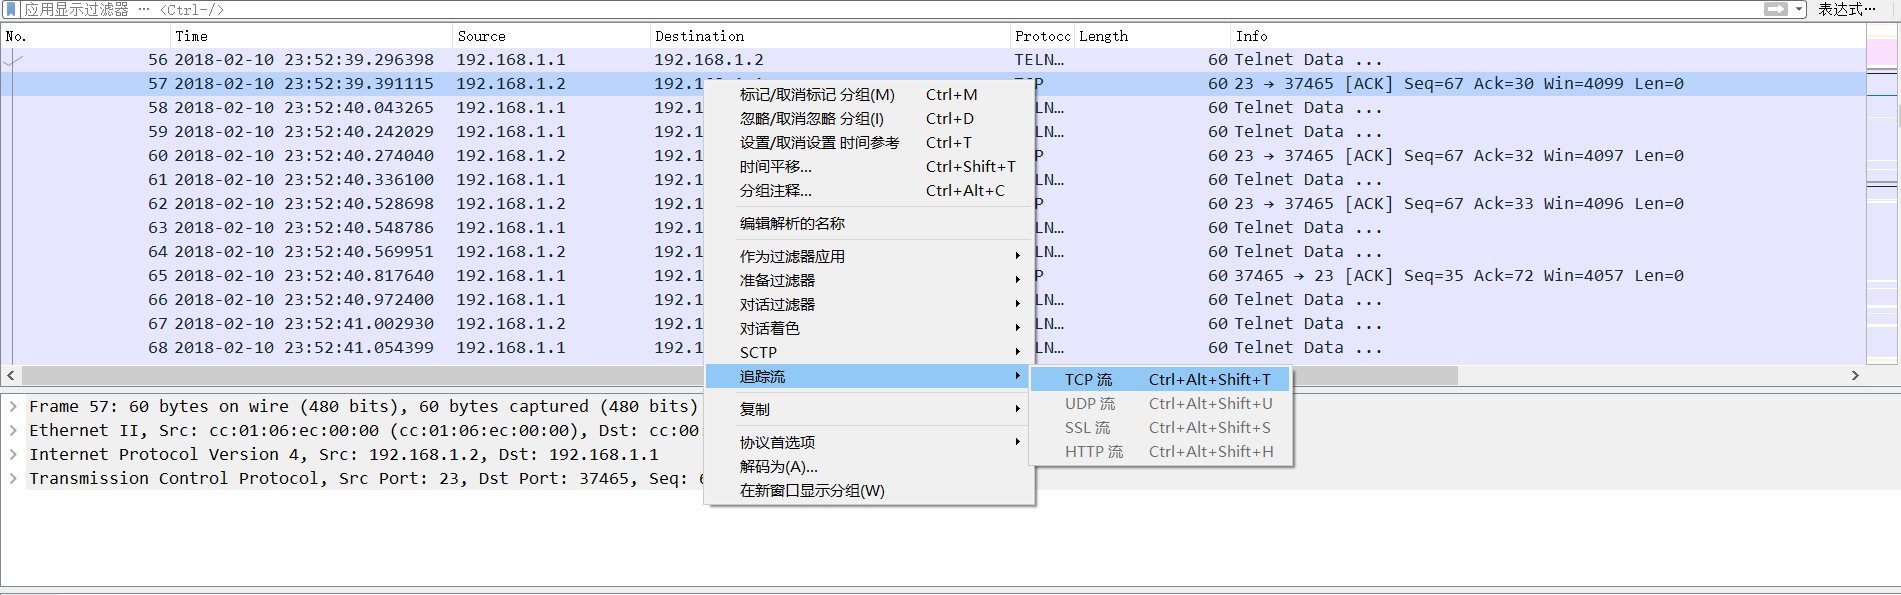 应用显示过滤器 … <Ctrl-/> 表达式…
No. Time Source Destination Protocc Length Info
56 2018-02-10 23:52:39.296398 192.168.1.1 192.168.1.2 TELN… 60 Telnet Data ...
57 2018-02-10 23:52:39.391115 192.168.1.2 192.1 P 60 23 → 37465 [ACK] Seq=67 Ack=30 Win=4099 Len=0
58 2018-02-10 23:52:40.043265 192.168.1.1 192.1 LN… 60 Telnet Data ...
59 2018-02-10 23:52:40.242029 192.168.1.1 192.1 LN… 60 Telnet Data ...
60 2018-02-10 23:52:40.274040 192.168.1.2 192.1 P 60 23 → 37465 [ACK] Seq=67 Ack=32 Win=4097 Len=0
61 2018-02-10 23:52:40.336100 192.168.1.1 192.1 LN… 60 Telnet Data ...
62 2018-02-10 23:52:40.528698 192.168.1.2 192.1 P 60 23 → 37465 [ACK] Seq=67 Ack=33 Win=4096 Len=0
63 2018-02-10 23:52:40.548786 192.168.1.1 192.1 LN… 60 Telnet Data ...
64 2018-02-10 23:52:40.569951 192.168.1.2 192.1 LN… 60 Telnet Data ...
65 2018-02-10 23:52:40.817640 192.168.1.1 192.1 P 60 37465 → 23 [ACK] Seq=35 Ack=72 Win=4057 Len=0
66 2018-02-10 23:52:40.972400 192.168.1.1 192.1 LN… 60 Telnet Data ...
67 2018-02-10 23:52:41.002930 192.168.1.2 192.1 LN… 60 Telnet Data ...
68 2018-02-10 23:52:41.054399 192.168.1.1 192.1 LN… 60 Telnet Data ...
标记/取消标记 分组(M) Ctrl+M
忽略/取消忽略 分组(I) Ctrl+D
设置/取消设置 时间参考 Ctrl+T
时间平移... Ctrl+Shift+T
分组注释... Ctrl+Alt+C
编辑解析的名称
作为过滤器应用
准备过滤器
对话过滤器
对话着色
SCTP
追踪流
复制
协议首选项
解码为(A)...
在新窗口显示分组(W)
TCP 流 Ctrl+Alt+Shift+T
UDP 流 Ctrl+Alt+Shift+U
SSL 流 Ctrl+Alt+Shift+S
HTTP 流 Ctrl+Alt+Shift+H
Frame 57: 60 bytes on wire (480 bits), 60 bytes captured (480 bits)
Ethernet II, Src: cc:01:06:ec:00:00 (cc:01:06:ec:00:00), Dst: cc:00:
Internet Protocol Version 4, Src: 192.168.1.2, Dst: 192.168.1.1
Transmission Control Protocol, Src Port: 23, Dst Port: 37465, Seq: